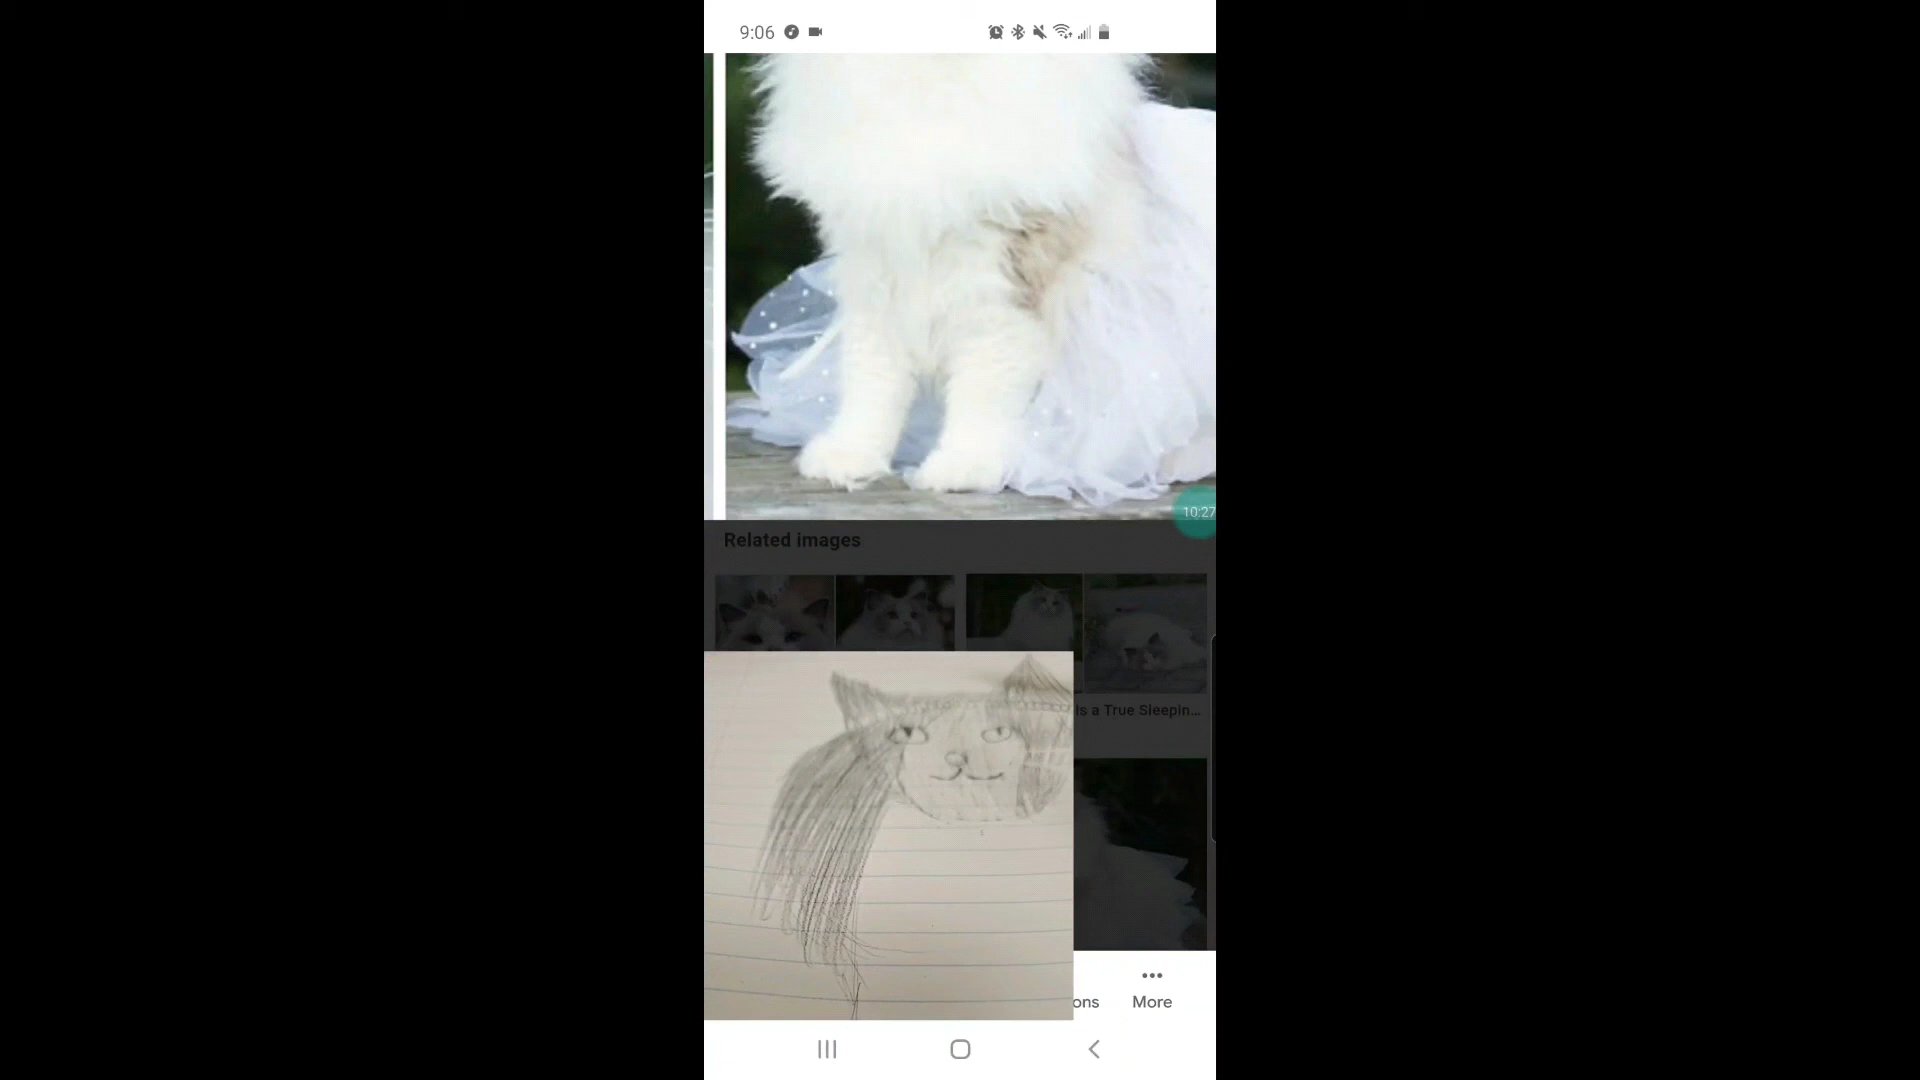 9:06
10:27
Related images
Is a True Sleepin...
ons
More